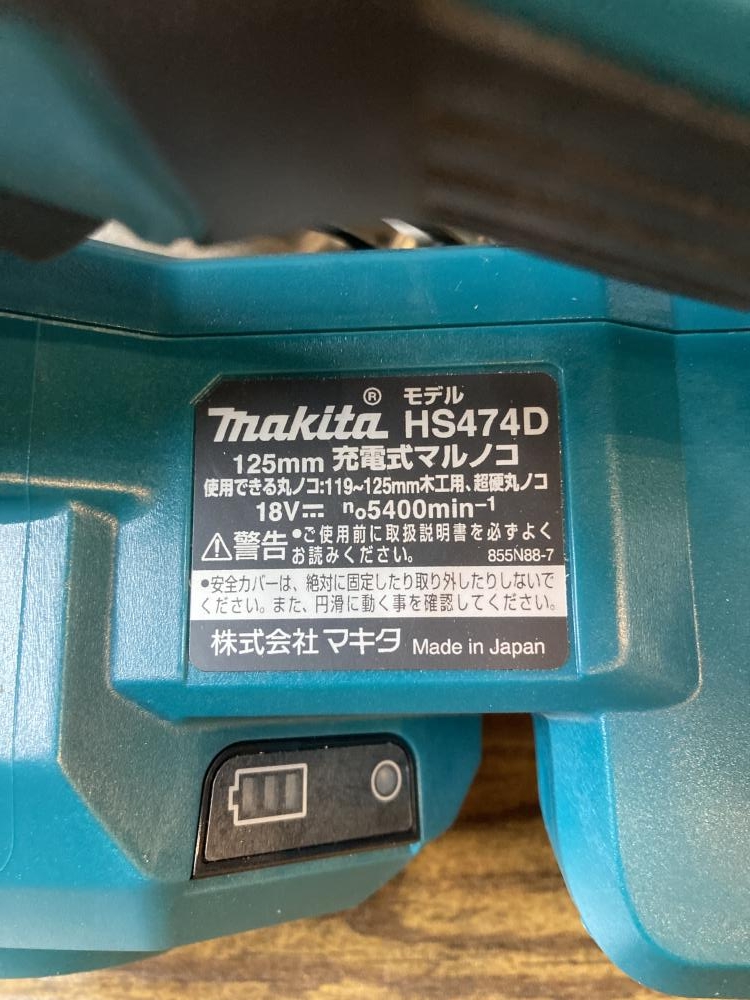 ® モデル
makita HS474D
125mm 充電式マルノコ
使用できる丸ノコ:119~125mm木工用、超硬丸ノコ
18V⎓ n₀5400min⁻¹
⚠警告 •ご使用前に取扱説明書を必ずよく
お読みください。 855N88-7
•安全カバーは、絶対に固定したり取り外したりしないで
ください。また、円滑に動く事を確認してください。
株式会社 マキタ Made in Japan